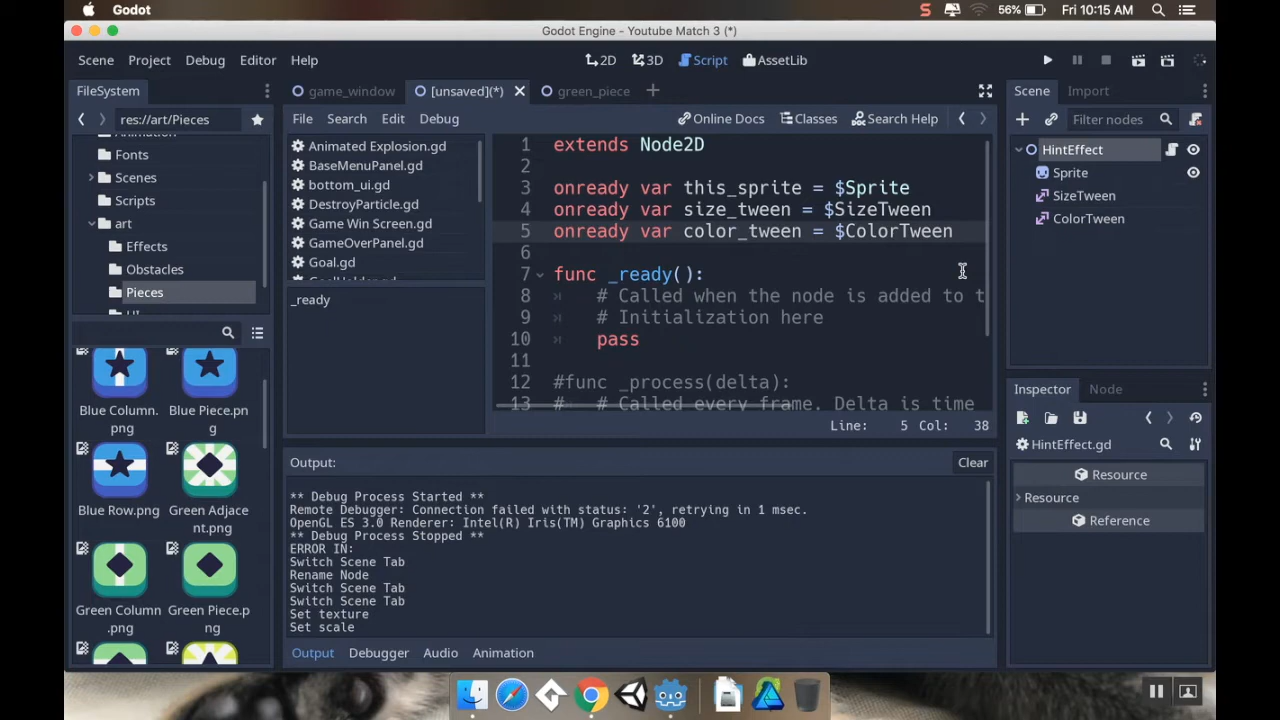 Godot
56%
Fri 10:15 AM
Godot Engine - Youtube Match 3 (*)
Scene
Project
Debug
Editor
Help
2D
3D
Script
AssetLib
FileSystem
game_window
[unsaved](*)
green_piece
Scene
Import
res://art/Pieces
File
Search
Edit
Debug
Online Docs
Classes
Search Help
Filter nodes
Fonts
Scenes
Scripts
art
Effects
Obstacles
Pieces
Animated Explosion.gd
BaseMenuPanel.gd
bottom_ui.gd
DestroyParticle.gd
Game Win Screen.gd
GameOverPanel.gd
Goal.gd
_ready
1 extends Node2D
2
3 onready var this_sprite = $Sprite
4 onready var size_tween = $SizeTween
5 onready var color_tween = $ColorTween
6
7 func _ready():
8 # Called when the node is added to t
9 # Initialization here
10 pass
11
12 #func _process(delta):
13 # # Called every frame. Delta is time
Line: 5 Col: 38
HintEffect
Sprite
SizeTween
ColorTween
Inspector
Node
HintEffect.gd
Resource
Resource
Reference
Blue Column.
png
Blue Piece.pn
g
Blue Row.png
Green Adjace
nt.png
Green Column
.png
Green Piece.p
ng
Output:
Clear
** Debug Process Started **
Remote Debugger: Connection failed with status: '2', retrying in 1 msec.
OpenGL ES 3.0 Renderer: Intel(R) Iris(TM) Graphics 6100
** Debug Process Stopped **
ERROR IN:
Switch Scene Tab
Rename Node
Switch Scene Tab
Switch Scene Tab
Set texture
Set scale
Output
Debugger
Audio
Animation